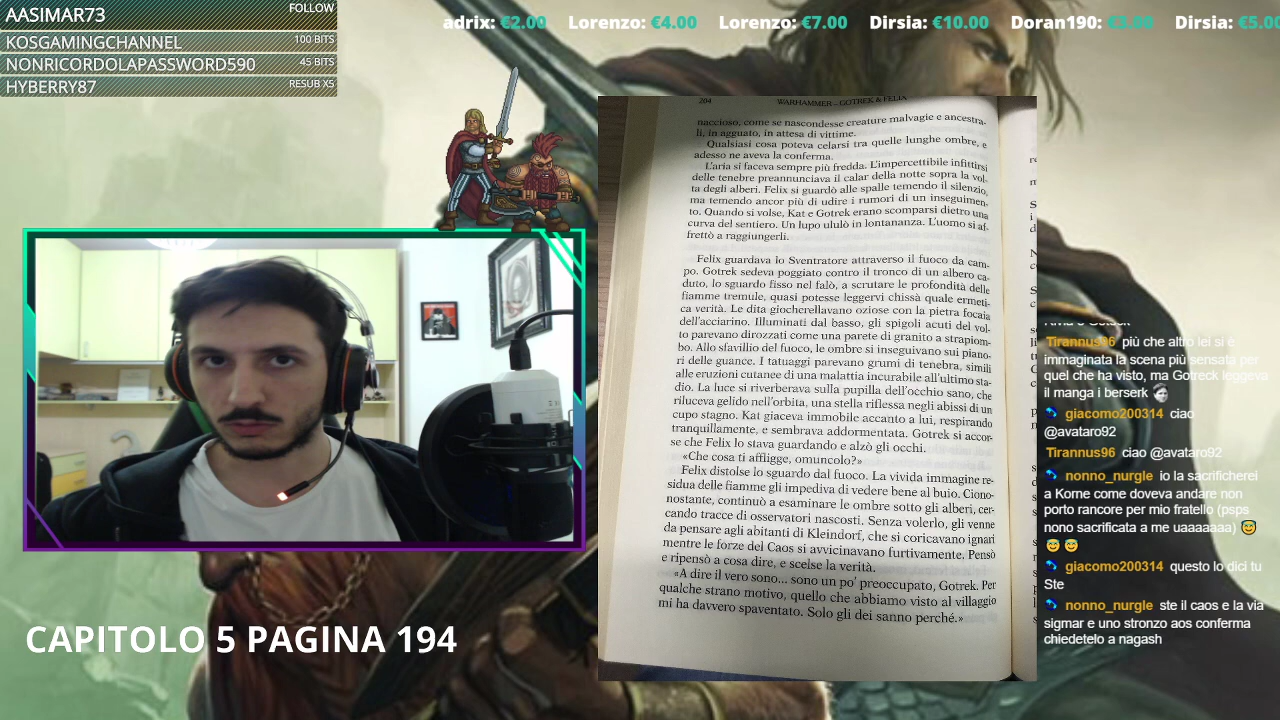 AASIMAR73 FOLLOW
KOSGAMINGCHANNEL 100 BITS
NONRICORDOLAPASSWORD590 45 BITS
HYBERRY87 RESUB X5
adrix: €2.00 Lorenzo: €4.00 Lorenzo: €7.00 Dirsia: €10.00 Doran190: €2.00 Dirsia: €5.00
204 WARHAMMER – GOTREK & FELIX
naccioso, come se nascondesse creature malvagie e ancestra-
li, in agguato, in attesa di vittime.
Qualsiasi cosa poteva celarsi tra quelle lunghe ombre, e
adesso ne aveva la conferma.
L'aria si faceva sempre più fredda. L'impercettibile infittirsi
delle tenebre preannunciava il calar della notte sopra la vol-
ta degli alberi. Felix si guardò alle spalle temendo il silenzio,
ma temendo ancor più di udire i rumori di un inseguimen-
to. Quando si volse, Kat e Gotrek erano scomparsi dietro una
curva del sentiero. Un lupo ululò in lontananza. L'uomo si af-
frettò a raggiungerli.
Felix guardava lo Sventratore attraverso il fuoco da cam-
po. Gotrek sedeva poggiato contro il tronco di un albero ca-
duto, lo sguardo fisso nel falò, a scrutare le profondità delle
fiamme tremule, quasi potesse leggervi chissà quale ermeti-
ca verità. Le dita giocherellavano oziose con la pietra focaia
dell'acciarino. Illuminati dal basso, gli spigoli acuti del vol-
to parevano dirozzati come una parete di granito a strapiom-
bo. Allo sfavillio del fuoco, le ombre si inseguivano sui piano-
ri delle guance. I tatuaggi parevano grumi di tenebra, simili
alle eruzioni cutanee di una malattia incurabile all'ultimo sta-
dio. La luce si riverberava sulla pupilla dell'occhio sano, che
riluceva gelido nell'orbita, una stella riflessa negli abissi di un
cupo stagno. Kat giaceva immobile accanto a lui, respirando
tranquillamente, e sembrava addormentata. Gotrek si accor-
se che Felix lo stava guardando e alzò gli occhi.
«Che cosa ti affligge, omuncolo?»
Felix distolse lo sguardo dal fuoco. La vivida immagine re-
sidua delle fiamme gli impediva di vedere bene al buio. Ciono-
nostante, continuò a esaminare le ombre sotto gli alberi, cer-
cando tracce di osservatori nascosti. Senza volerlo, gli venne
da pensare agli abitanti di Kleindorf, che si coricavano ignari
mentre le forze del Caos si avvicinavano furtivamente. Pensò
e ripensò a cosa dire, e scelse la verità.
«A dire il vero sono... sono un po' preoccupato, Gotrek. Per
qualche strano motivo, quello che abbiamo visto al villaggio
mi ha davvero spaventato. Solo gli dei sanno perché.»
Tirannus96 più che altro lei si è
immaginata la scena più sensata per
quel che ha visto, ma Gotreck leggeva
il manga i berserk
giacomo200314 ciao
@avataro92
Tirannus96 ciao @avataro92
nonno_nurgle io la sacrificherei
a Korne come doveva andare non
porto rancore per mio fratello (psps
nono sacrificata a me uaaaaaaa)
giacomo200314 questo lo dici tu
Ste
nonno_nurgle ste il caos e la via
sigmar e uno stronzo aos conferma
chiedetelo a nagash
CAPITOLO 5 PAGINA 194